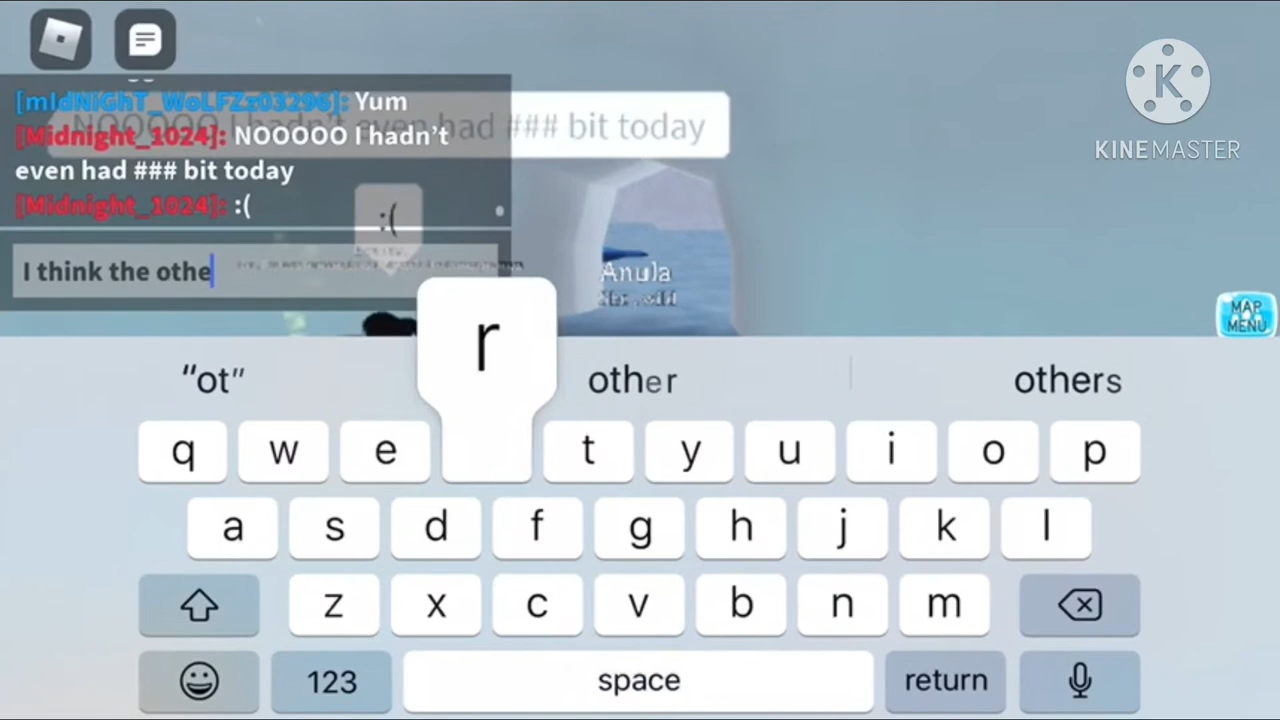 [mIdNiGhT_WoLFZz03296]: Yum
[Midnight_1024]: NOOOOO I hadn't
even had ### bit today
[Midnight_1024]: :(
NOOOOO I hadn't even had ### bit today
:(
I think the othe
Anula
MAP
MENU
K
KINEMASTER
r
“ot” other others
q w e t y u i o p
a s d f g h j k l
z x c v b n m
123 space return